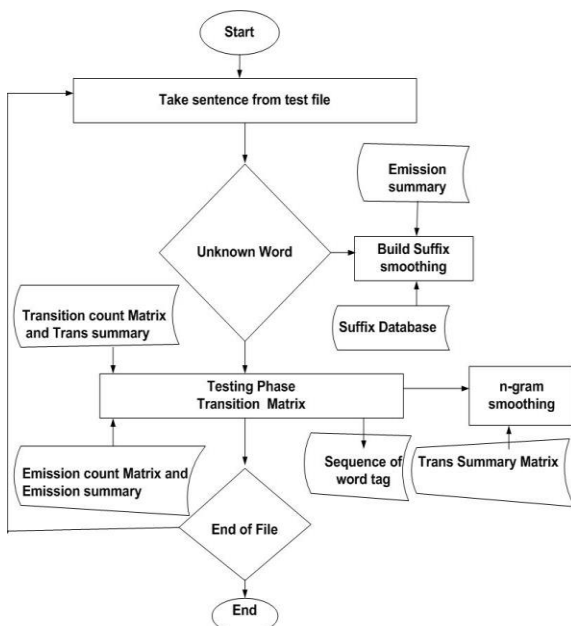 Start
Take sentence from test file
Emission
summary
Unknown Word
Build Suffix
smoothing
Transition count Matrix
and Trans summary
Suffix Database
Testing Phase
Transition Matrix
n-gram
smoothing
Emission count Matrix and
Emission summary
Sequence of
word tag
Trans Summary Matrix
End of File
End